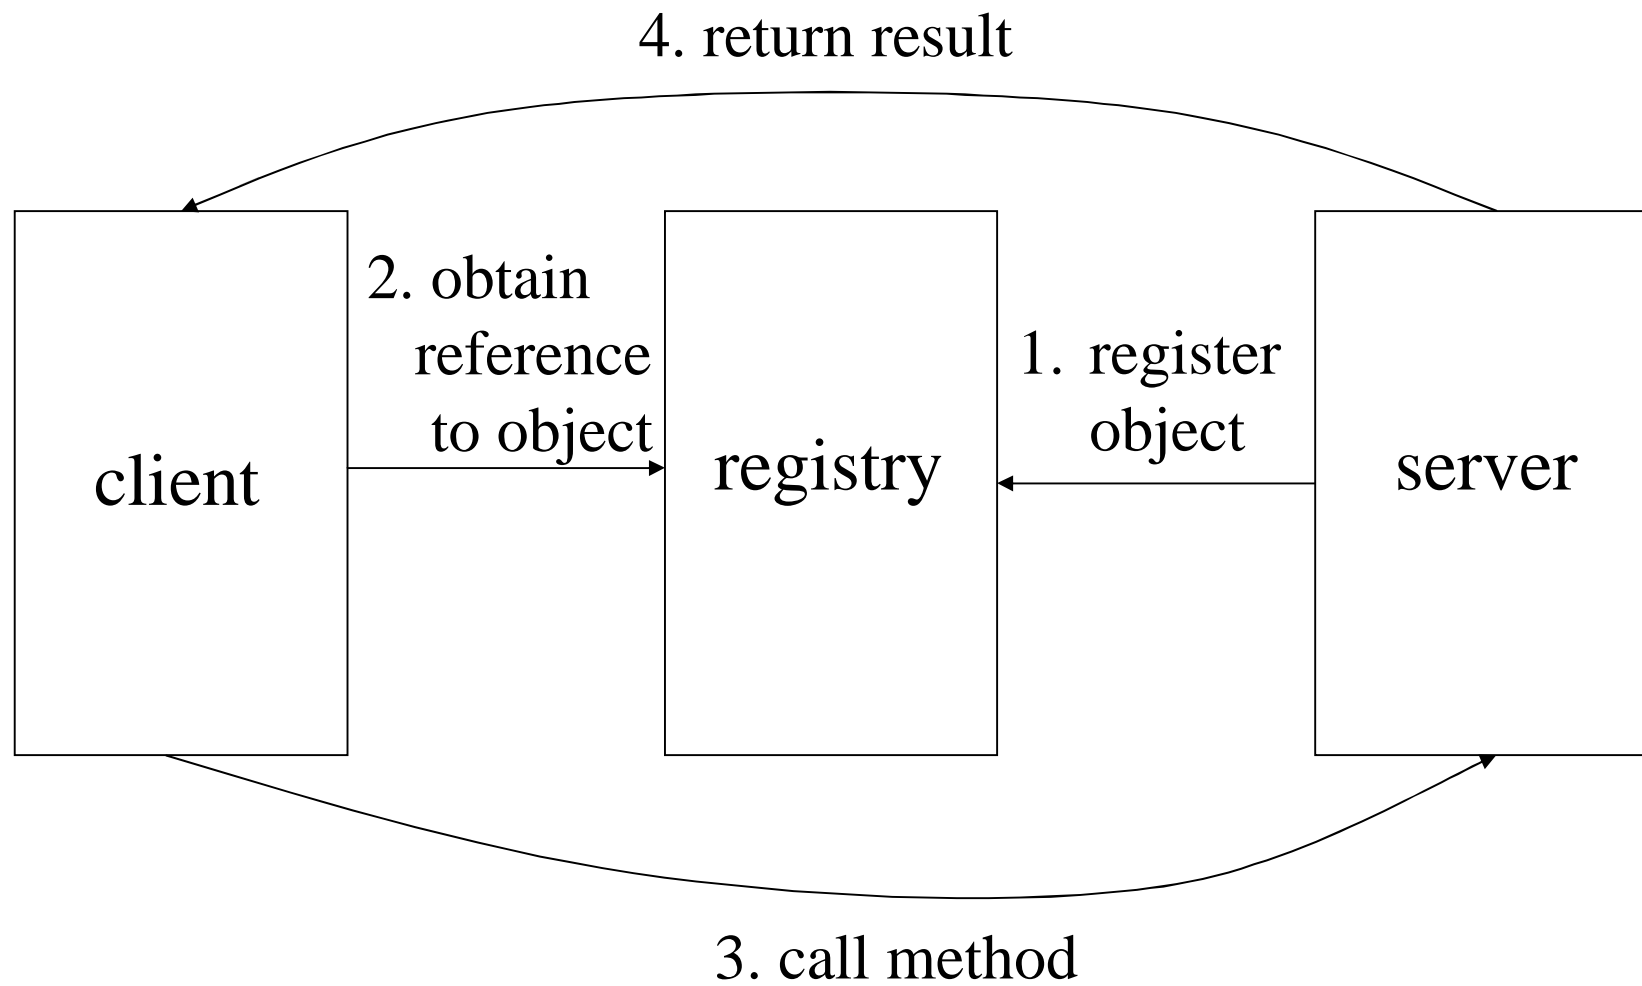 4. return result
2. obtain
reference
to object
1. register
object
client
registry
server
3. call method